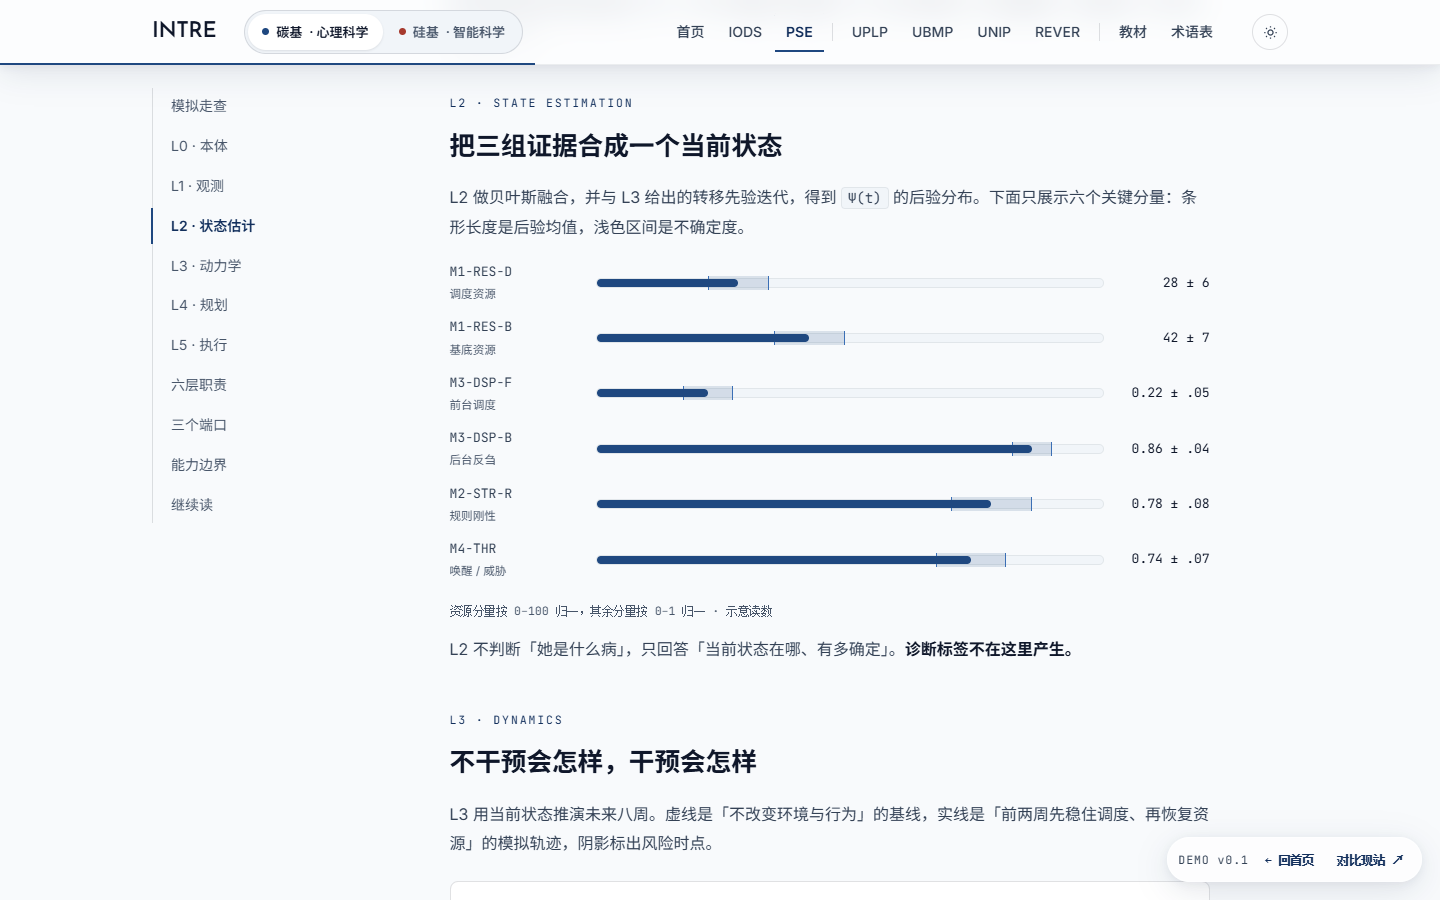 INTRE
碳基 · 心理科学
硅基 · 智能科学
首页
IODS
PSE
UPLP
UBMP
UNIP
REVER
教材
术语表
模拟走查
L0 · 本体
L1 · 观测
L2 · 状态估计
L3 · 动力学
L4 · 规划
L5 · 执行
六层职责
三个端口
能力边界
继续读
L2 · STATE ESTIMATION
把三组证据合成一个当前状态
L2 做贝叶斯融合，并与 L3 给出的转移先验迭代，得到 Ψ(t) 的后验分布。下面只展示六个关键分量：条
形长度是后验均值，浅色区间是不确定度。
M1-RES-D
调度资源
28 ± 6
M1-RES-B
基底资源
42 ± 7
M3-DSP-F
前台调度
0.22 ± .05
M3-DSP-B
后台反刍
0.86 ± .04
M2-STR-R
规则刚性
0.78 ± .08
M4-THR
唤醒 / 威胁
0.74 ± .07
资源分量按 0–100 归一，其余分量按 0–1 归一 · 示意读数
L2 不判断「她是什么病」，只回答「当前状态在哪、有多确定」。诊断标签不在这里产生。
L3 · DYNAMICS
不干预会怎样，干预会怎样
L3 用当前状态推演未来八周。虚线是「不改变环境与行为」的基线，实线是「前两周先稳住调度、再恢复资
源」的模拟轨迹，阴影标出风险时点。
DEMO v0.1
← 回首页
对比现站 ↗